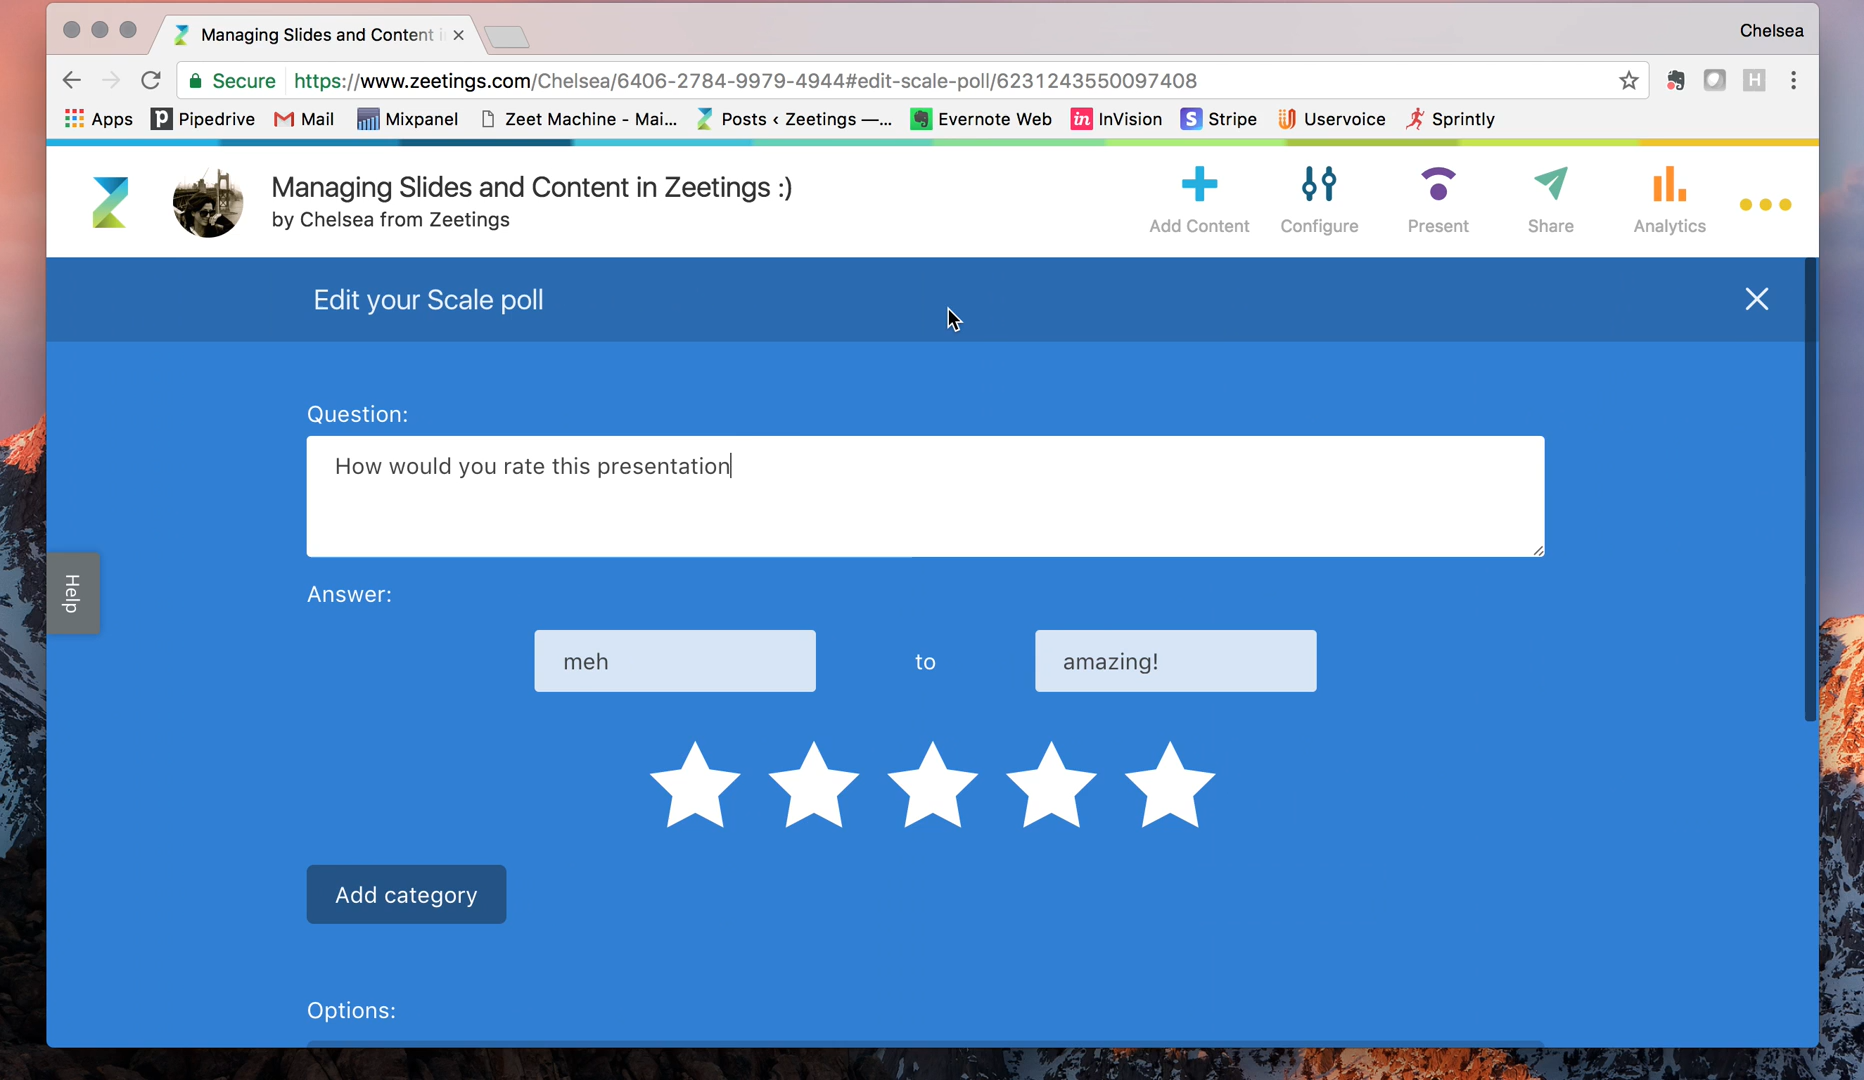 Managing Slides and Content i
Chelsea
Secure https://www.zeetings.com/Chelsea/6406-2784-9979-4944#edit-scale-poll/6231243550097408
H
Apps Pipedrive Mail Mixpanel Zeet Machine - Mai... Posts ‹ Zeetings —... Evernote Web in InVision S Stripe Uservoice Sprintly
Managing Slides and Content in Zeetings :)
by Chelsea from Zeetings
Add Content Configure Present Share Analytics
Edit your Scale poll
Question:
How would you rate this presentation
Help
Answer:
meh to amazing!
Add category
Options: